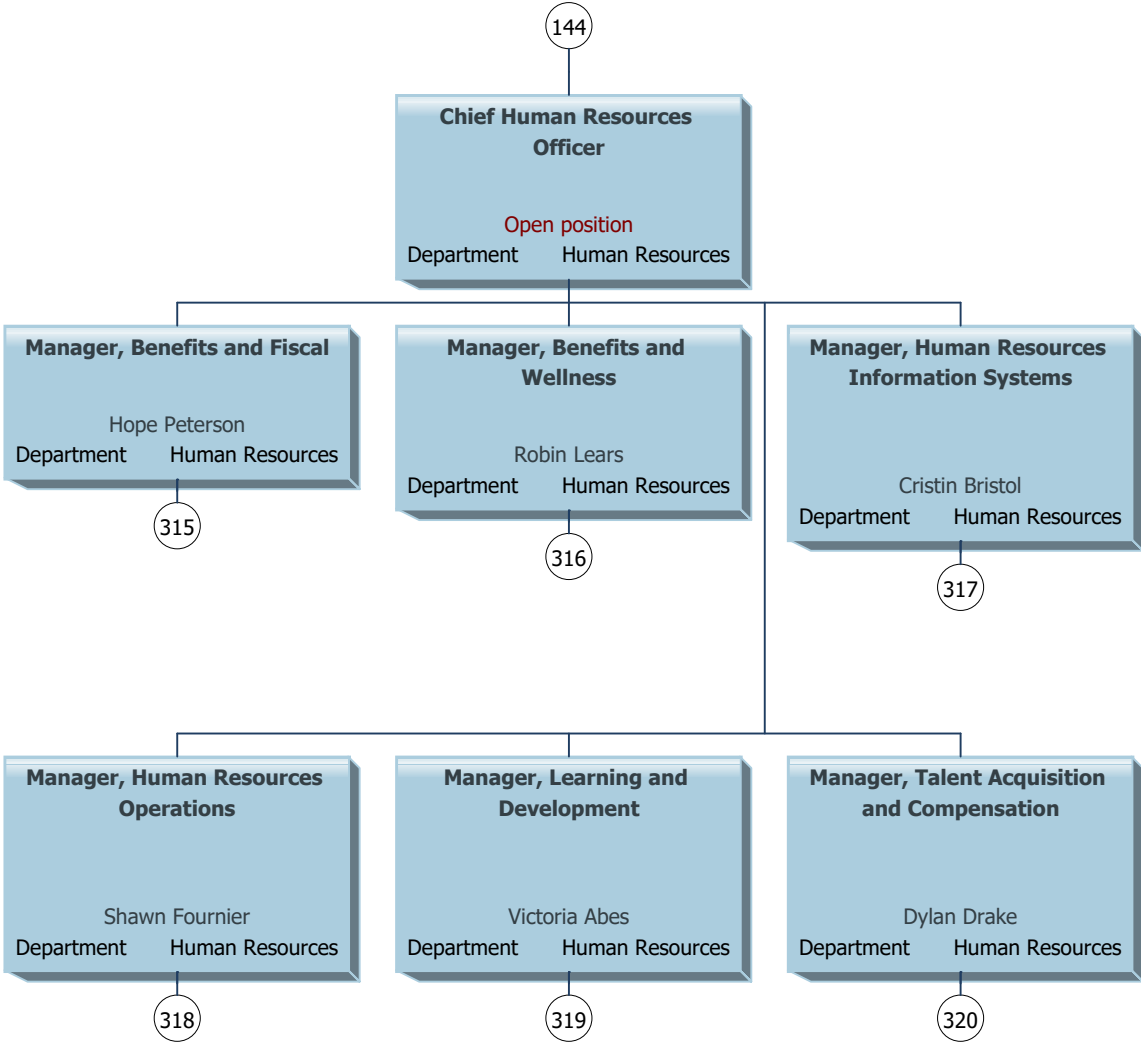 144
Chief Human Resources
Officer
Open position
Department Human Resources
Manager, Benefits and Fiscal
Hope Peterson
Department Human Resources
315
Manager, Benefits and
Wellness
Robin Lears
Department Human Resources
316
Manager, Human Resources
Information Systems
Cristin Bristol
Department Human Resources
317
Manager, Human Resources
Operations
Shawn Fournier
Department Human Resources
318
Manager, Learning and
Development
Victoria Abes
Department Human Resources
319
Manager, Talent Acquisition
and Compensation
Dylan Drake
Department Human Resources
320